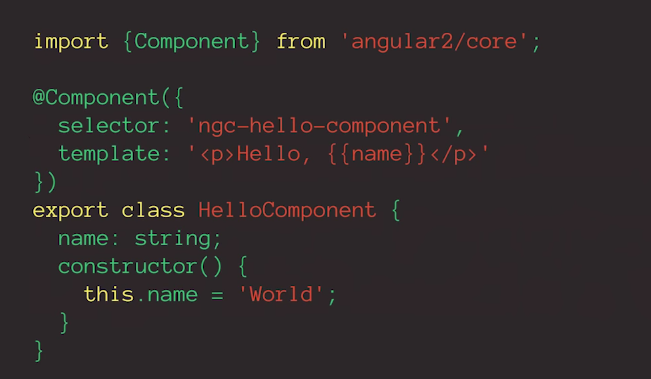 import {Component} from 'angular2/core';
@Component({
  selector: 'ngc-hello-component',
  template: '<p>Hello, {{name}}</p>'
})
export class HelloComponent {
  name: string;
  constructor() {
    this.name = 'World';
  }
}